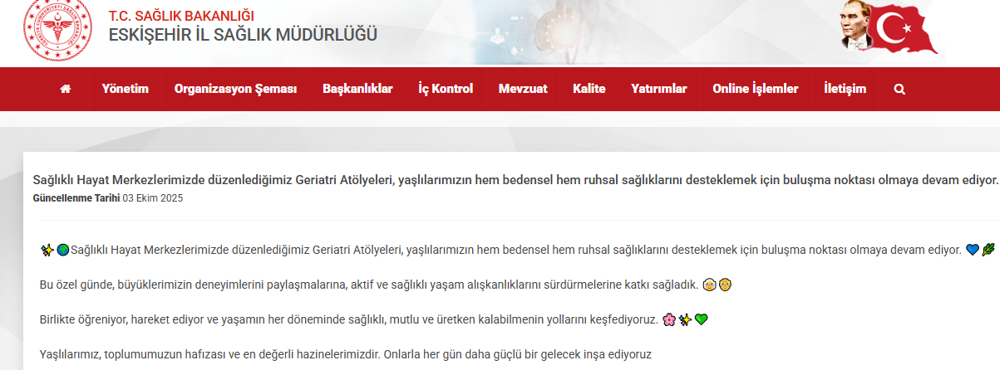 T.C. SAĞLIK BAKANLIĞI
ESKİŞEHİR İL SAĞLIK MÜDÜRLÜĞÜ
Yönetim Organizasyon Şeması Başkanlıklar İç Kontrol Mevzuat Kalite Yatırımlar Online İşlemler İletişim
Sağlıklı Hayat Merkezlerimizde düzenlediğimiz Geriatri Atölyeleri, yaşlılarımızın hem bedensel hem ruhsal sağlıklarını desteklemek için buluşma noktası olmaya devam ediyor.
Güncellenme Tarihi 03 Ekim 2025
✨🌍Sağlıklı Hayat Merkezlerimizde düzenlediğimiz Geriatri Atölyeleri, yaşlılarımızın hem bedensel hem ruhsal sağlıklarını desteklemek için buluşma noktası olmaya devam ediyor. 💙🌿
Bu özel günde, büyüklerimizin deneyimlerini paylaşmalarına, aktif ve sağlıklı yaşam alışkanlıklarını sürdürmelerine katkı sağladık. 👵👴
Birlikte öğreniyor, hareket ediyor ve yaşamın her döneminde sağlıklı, mutlu ve üretken kalabilmenin yollarını keşfediyoruz. 🌸✨💚
Yaşlılarımız, toplumumuzun hafızası ve en değerli hazinelerimizdir. Onlarla her gün daha güçlü bir gelecek inşa ediyoruz